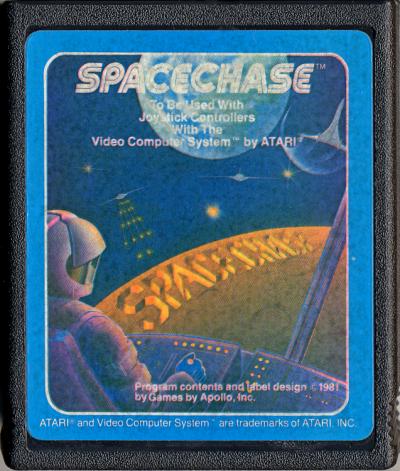 SPACECHASE™
To Be Used With
Joystick Controllers
With The
Video Computer System™ by ATARI®
SPACECHASE
Program contents and label design © 1981
by Games by Apollo, Inc.
ATARI® and Video Computer System™ are trademarks of ATARI, INC.